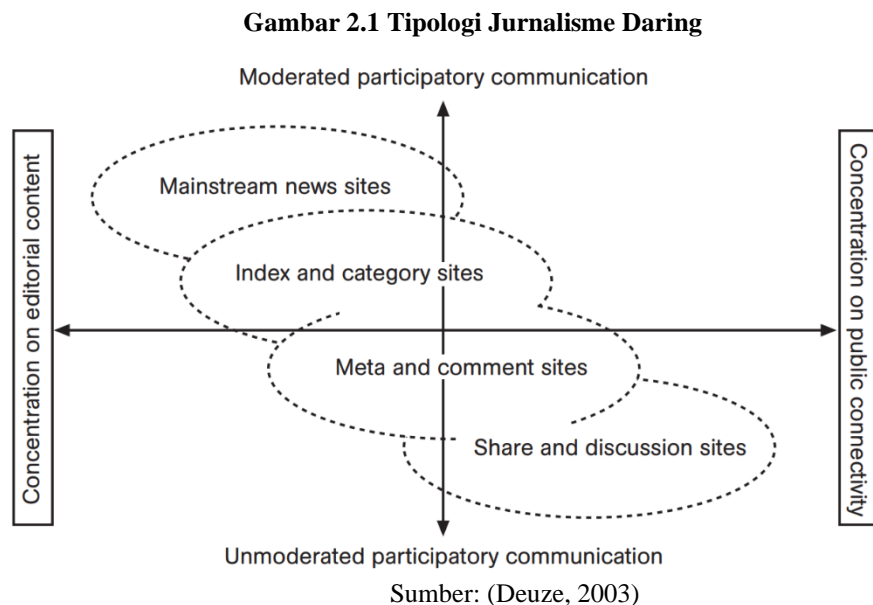 Gambar 2.1 Tipologi Jurnalisme Daring
Moderated participatory communication
Concentration on editorial content
Mainstream news sites
Index and category sites
Meta and comment sites
Share and discussion sites
Concentration on public connectivity
Unmoderated participatory communication
Sumber: (Deuze, 2003)